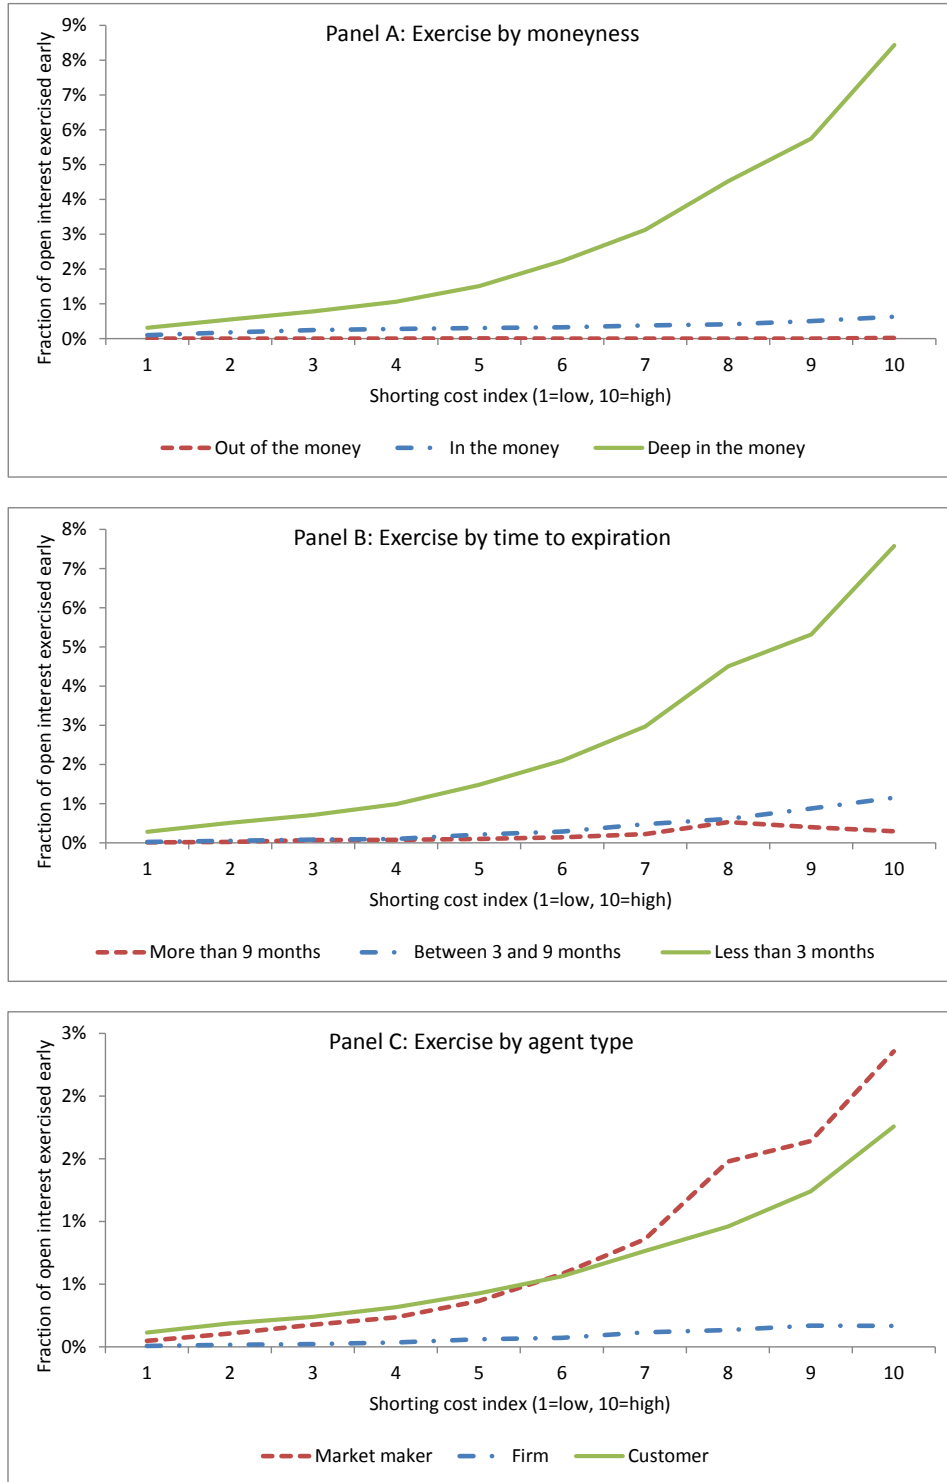 Panel A: Exercise by moneyness
Fraction of open interest exercised early
9%
8%
7%
6%
5%
4%
3%
2%
1%
0%
1 2 3 4 5 6 7 8 9 10
Shorting cost index (1=low, 10=high)
Out of the money In the money Deep in the money
Panel B: Exercise by time to expiration
Fraction of open interest exercised early
8%
7%
6%
5%
4%
3%
2%
1%
0%
1 2 3 4 5 6 7 8 9 10
Shorting cost index (1=low, 10=high)
More than 9 months Between 3 and 9 months Less than 3 months
Panel C: Exercise by agent type
Fraction of open interest exercised early
3%
2%
2%
1%
1%
0%
1 2 3 4 5 6 7 8 9 10
Shorting cost index (1=low, 10=high)
Market maker Firm Customer